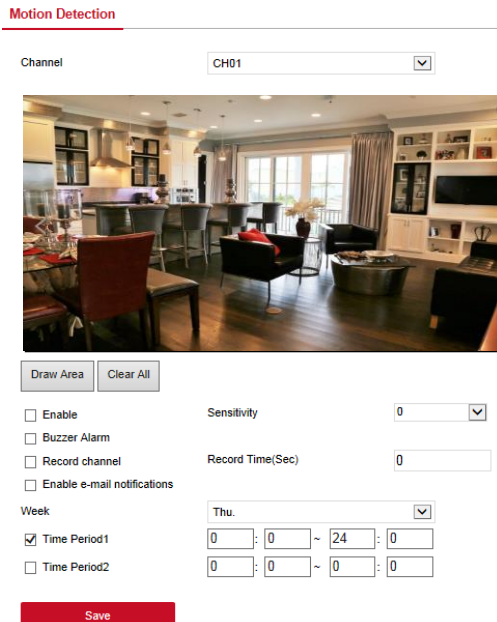 Motion Detection
Channel CH01
Draw Area Clear All
Enable Sensitivity 0
Buzzer Alarm
Record channel Record Time(Sec) 0
Enable e-mail notifications
Week Thu.
Time Period1 0 : 0 ~ 24 : 0
Time Period2 0 : 0 ~ 0 : 0
Save